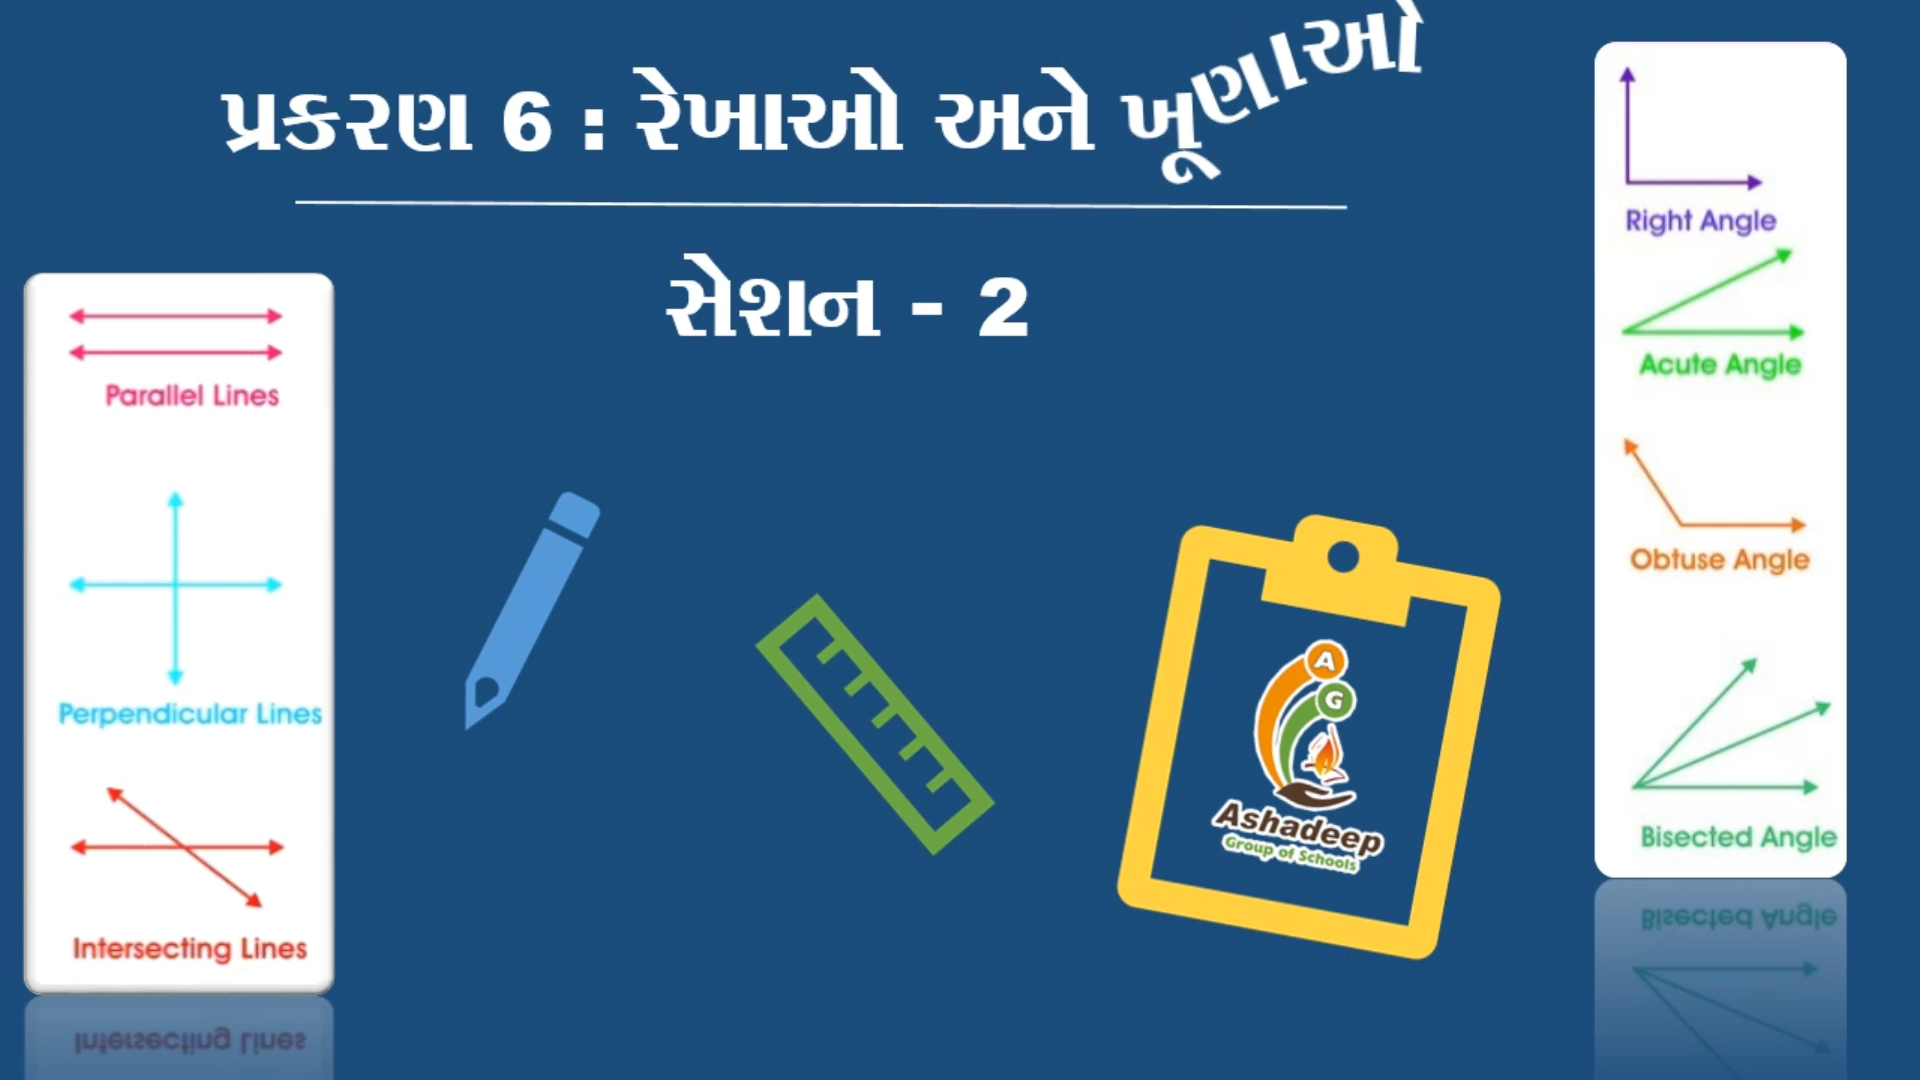 પ્રકરણ 6 : રેખાઓ અને ખૂણાઓ
સેશન - 2
Parallel Lines
Perpendicular Lines
Intersecting Lines
A
G
Ashadeep
Group of Schools
Right Angle
Acute Angle
Obtuse Angle
Bisected Angle